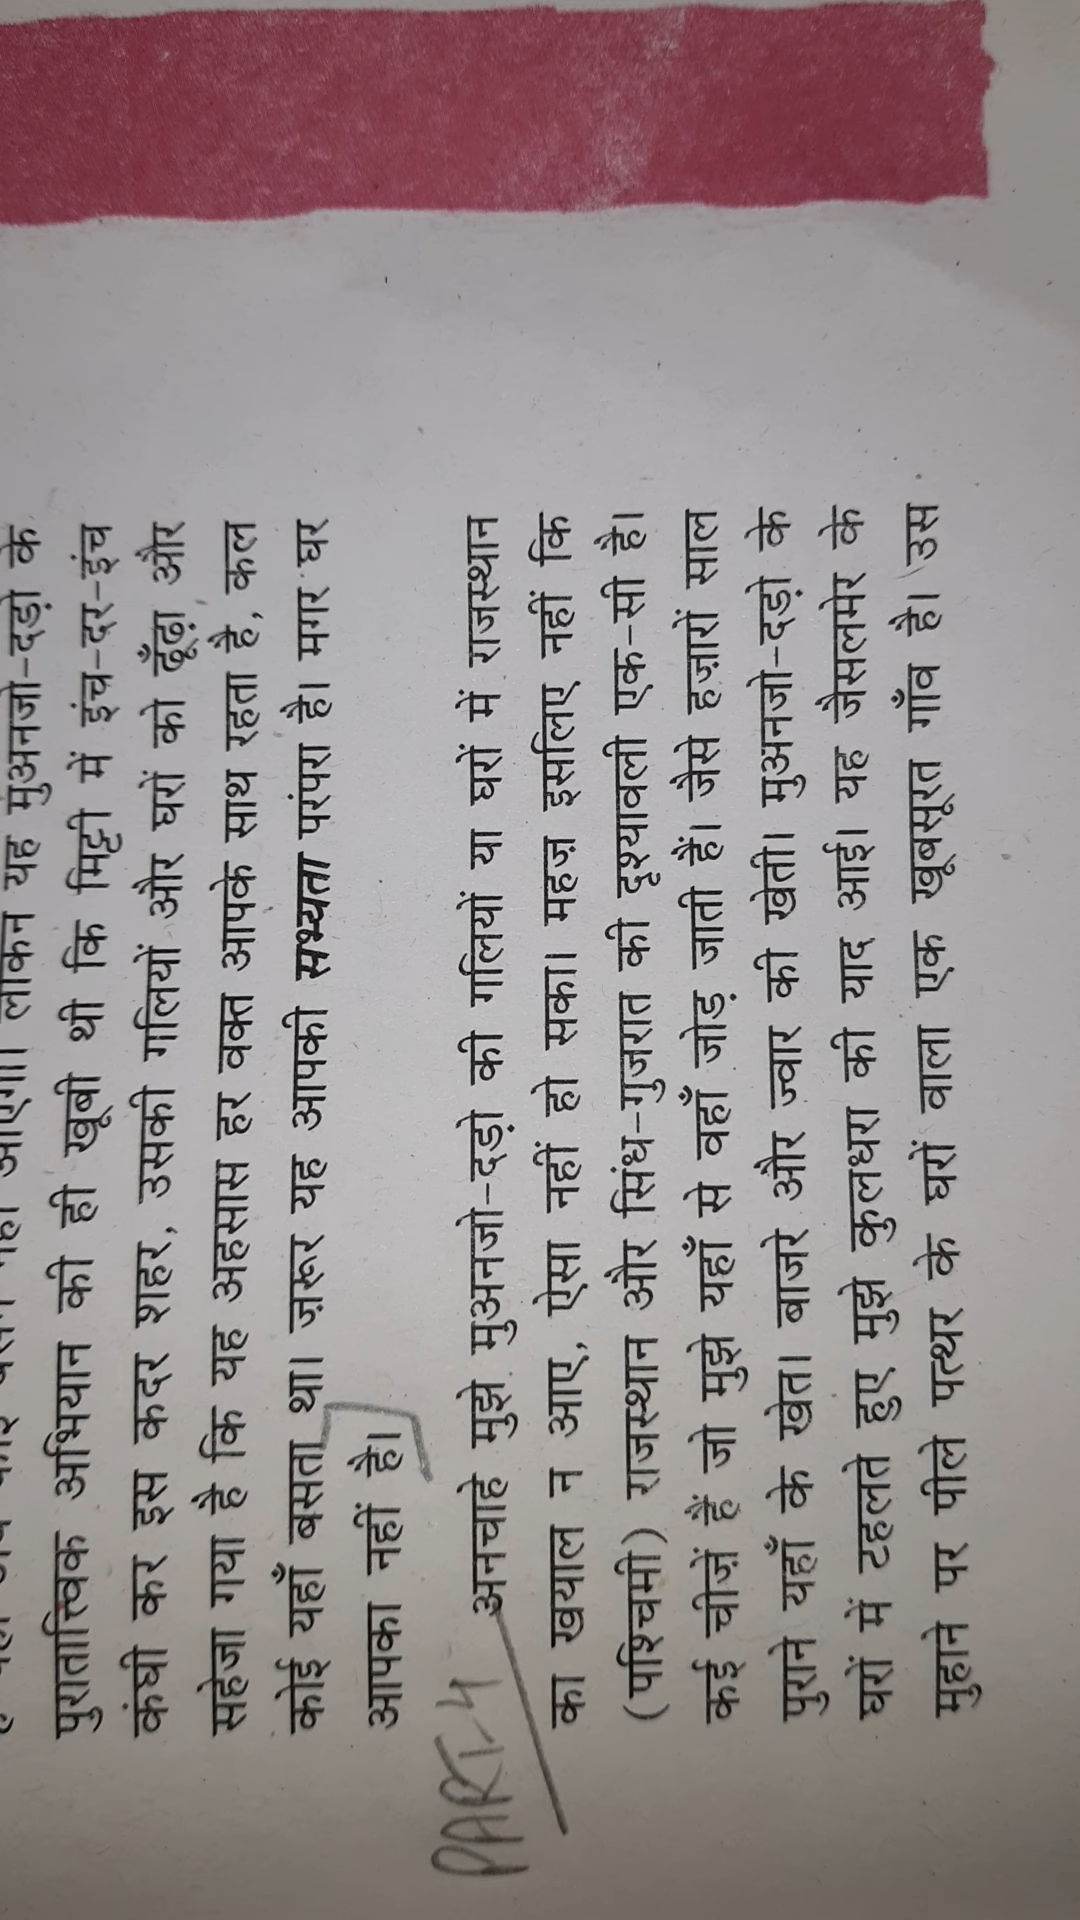 लेकिन यह मुअनजो-दड़ो के
पुरातात्त्विक अभियान की ही खूबी थी कि मिट्टी में इंच-दर-इंच
कंघी कर इस कदर शहर, उसकी गलियों और घरों को ढूँढ़ा और
सहेजा गया है कि यह अहसास हर वक्त आपके साथ रहता है, कल
कोई यहाँ बसता था। ज़रूर यह आपकी सभ्यता परंपरा है। मगर घर
आपका नहीं है।
PART-4
अनचाहे मुझे मुअनजो-दड़ो की गलियों या घरों में राजस्थान
का खयाल न आए, ऐसा नहीं हो सका। महज़ इसलिए नहीं कि
(पश्चिमी) राजस्थान और सिंध-गुजरात की दृश्यावली एक-सी है।
कई चीज़ें हैं जो मुझे यहाँ से वहाँ जोड़ जाती हैं। जैसे हज़ारों साल
पुराने यहाँ के खेत। बाजरे और ज्वार की खेती। मुअनजो-दड़ो के
घरों में टहलते हुए मुझे कुलधरा की याद आई। यह जैसलमेर के
मुहाने पर पीले पत्थर के घरों वाला एक खूबसूरत गाँव है। उस